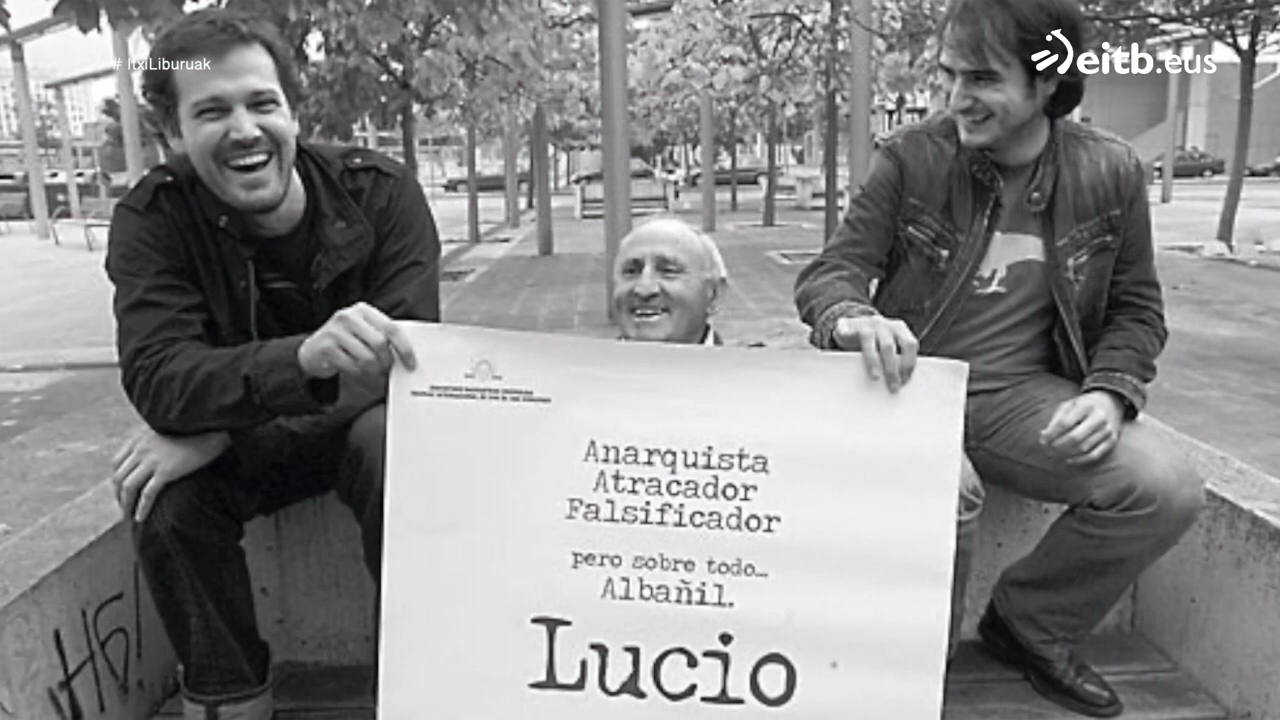 # ItxiLiburuak
eitb.eus
Anarquista
Atracador
Falsificador
pero sobre todo...
Albañil.
Lucio